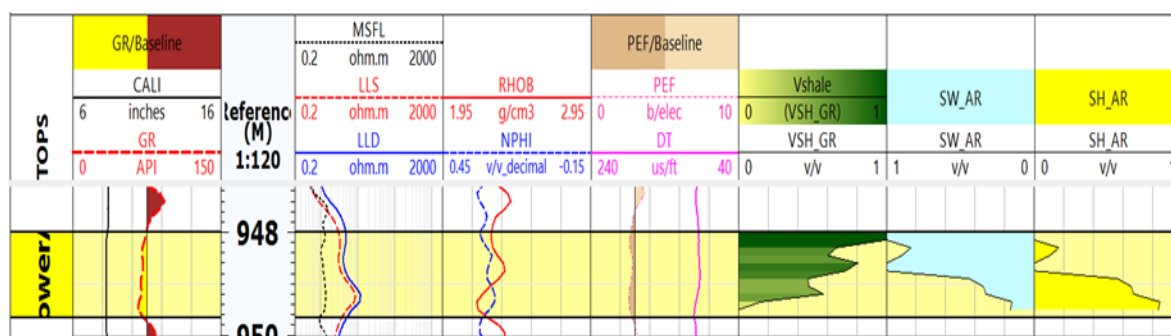 TOPS
GR/Baseline
CALI
6 inches 16
GR
0 API 150
Referenc
(M)
1:120
MSFL
0.2 ohm.m 2000
LLS
0.2 ohm.m 2000
LLD
0.2 ohm.m 2000
RHOB
1.95 g/cm3 2.95
NPHI
0.45 v/v_decimal -0.15
PEF/Baseline
PEF
0 b/elec 10
DT
240 us/ft 40
Vshale
0 (VSH_GR) 1
VSH_GR
0 v/v 1
SW_AR
SW_AR
1 v/v 0
SH_AR
SH_AR
0 v/v
948
950